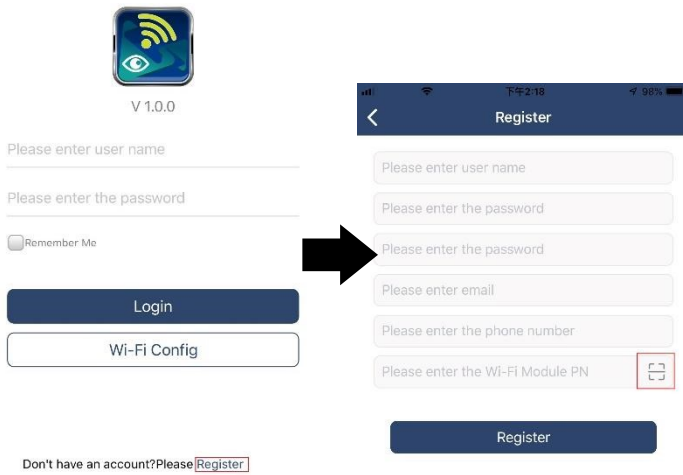 V 1.0.0
Please enter user name
Please enter the password
Remember Me
Login
Wi-Fi Config
Don't have an account?Please Register
下午2:18
98%
Register
Please enter user name
Please enter the password
Please enter the password
Please enter email
Please enter the phone number
Please enter the Wi-Fi Module PN
Register